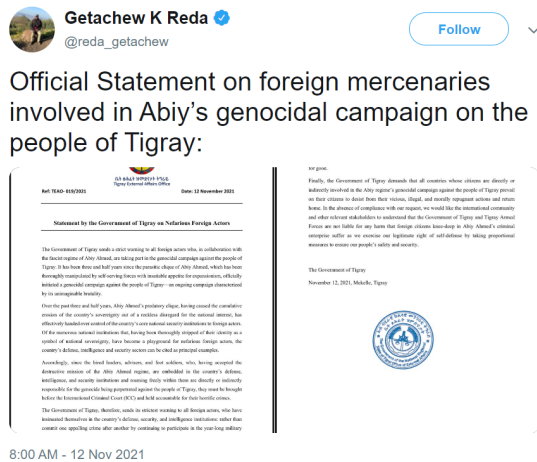 Getachew K Reda
@reda_getachew
Follow
Official Statement on foreign mercenaries
involved in Abiy’s genocidal campaign on the
people of Tigray:
Tigray External Affairs Office
Ref: TEAO- 019/2021 Date: 12 November 2021
Statement by the Government of Tigray on Nefarious Foreign Actors
The Government of Tigray sends a strict warning to all foreign actors who, in collaboration with
the fascist regime of Abiy Ahmed, are taking part in the genocidal campaign against the people of
Tigray. It has been three and half years since the parasitic clique of Abiy Ahmed, which has been
thoroughly manipulated by self-serving forces with insatiable appetite for expansionism, officially
initiated a genocidal campaign against the people of Tigray- an ongoing campaign characterized
by its unimaginable brutality.
Over the past three and half years, Abiy Ahmed's predatory clique, having caused the cumulative
erosion of the country's sovereignty out of a reckless disregard for the national interest, has
effectively handed over control of the country's core national-security institutions to foreign actors.
Of the numerous national institutions that, having been thoroughly stripped of their identity as a
symbol of national sovereignty, have become a playground for nefarious foreign actors, the
country's defense, intelligence and security sectors can be cited as principal examples.
Accordingly, since the hired leaders, advisors, and foot soldiers, who, having accepted the
destructive mission of the Abiy Ahmed regime, are embedded in the country's defense,
intelligence, and security institutions and roaming freely within them are directly or indirectly
responsible for the genocide being perpetrated against the people of Tigray, they must be brought
before the International Criminal Court (ICC) and held accountable for their horrific crimes.
The Government of Tigray, therefore, sends its strictest warning to all foreign actors, who have
instrumented themselves in the country's defense, security, and intelligence institutions: rather than
commit one appelling crime after another by continuing to participate in the year-long military
for good.
Finally, the Government of Tigray demands that all countries whose citizens are directly or
indirectly involved in the Abiy regime's genocidal campaign against the people of Tigray prevail
on their citizens to desist from their vicious, illegal, and morally repugnant actions and return
home. In the absence of compliance with our request, we would like the international community
and other relevant stakeholders to understand that the Government of Tigray and Tigray Armed
Forces are not liable for any harm that foreign citizens knee-deep in Abiy Ahmed's criminal
enterprise suffer as we exercise our legitimate right of self-defense by taking proportional
measures to ensure our people's safety and security.
The Government of Tigray
November 12, 2021, Mekelle, Tigray
8:00 AM - 12 Nov 2021